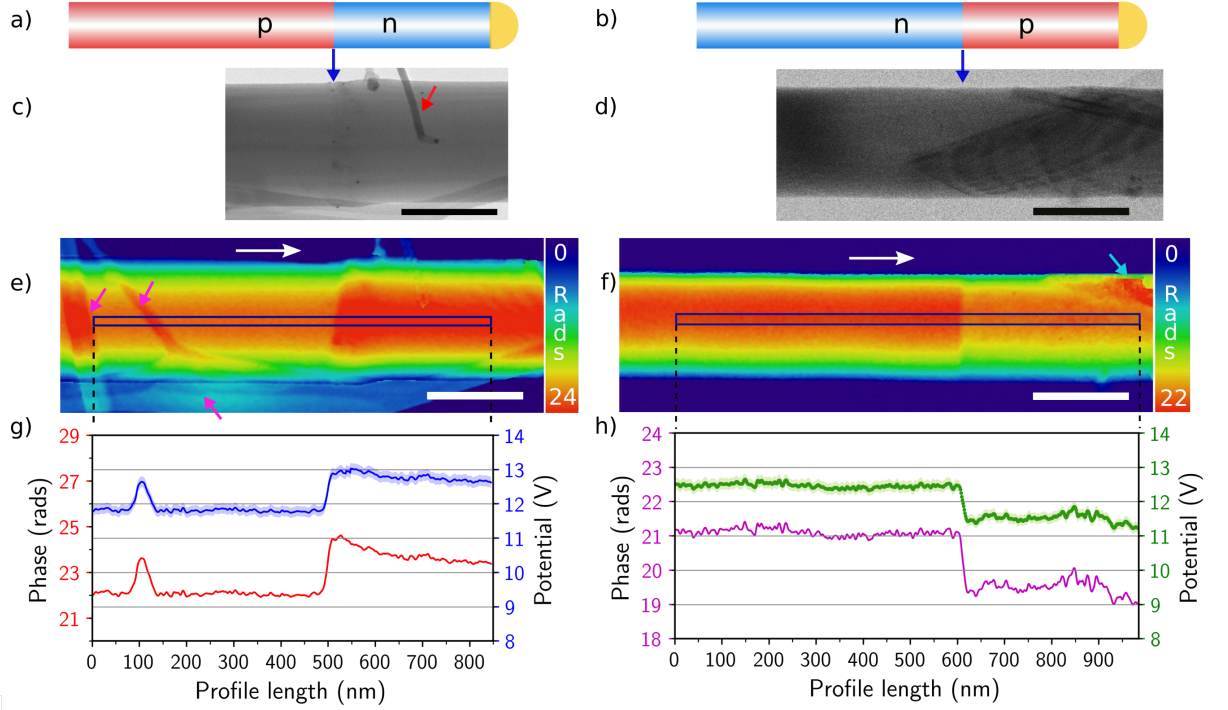 a)
p
n
b)
n
p
c)
d)
e)
0
Rads
24
f)
0
Rads
22
g)
29
27
25
23
21
Phase (rads)
14
13
12
11
10
9
8
Potential (V)
0
100
200
300
400
500
600
700
800
Profile length (nm)
h)
24
23
22
21
20
19
18
Phase (rads)
14
13
12
11
10
9
8
Potential (V)
0
100
200
300
400
500
600
700
800
900
Profile length (nm)